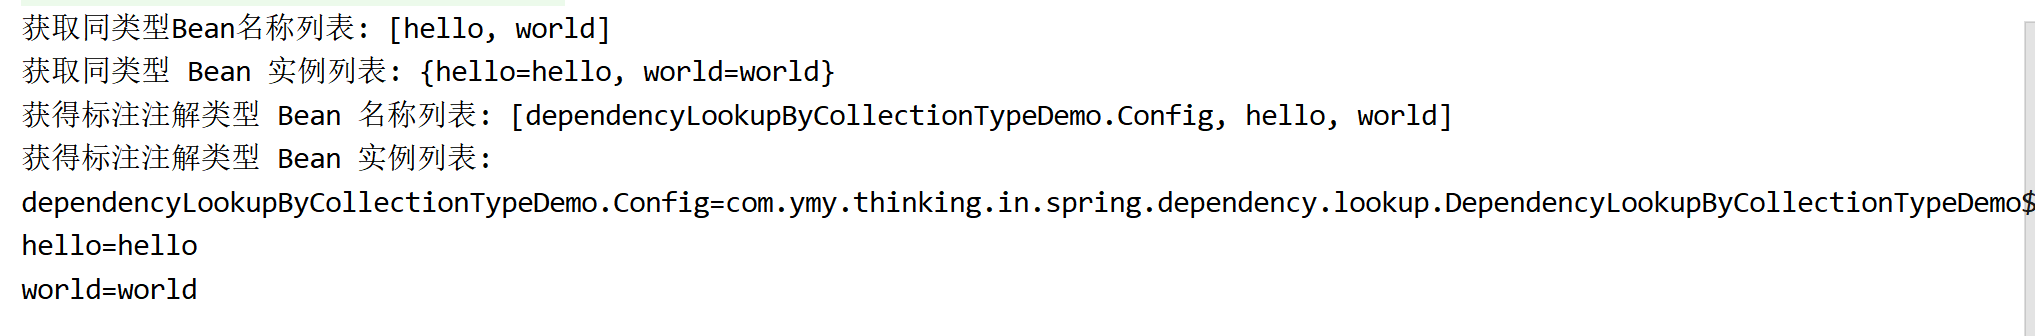 获取同类型Bean名称列表: [hello, world]
获取同类型 Bean 实例列表: {hello=hello, world=world}
获得标注注解类型 Bean 名称列表: [dependencyLookupByCollectionTypeDemo.Config, hello, world]
获得标注注解类型 Bean 实例列表:
dependencyLookupByCollectionTypeDemo.Config=com.ymy.thinking.in.spring.dependency.lookup.DependencyLookupByCollectionTypeDemo$
hello=hello
world=world